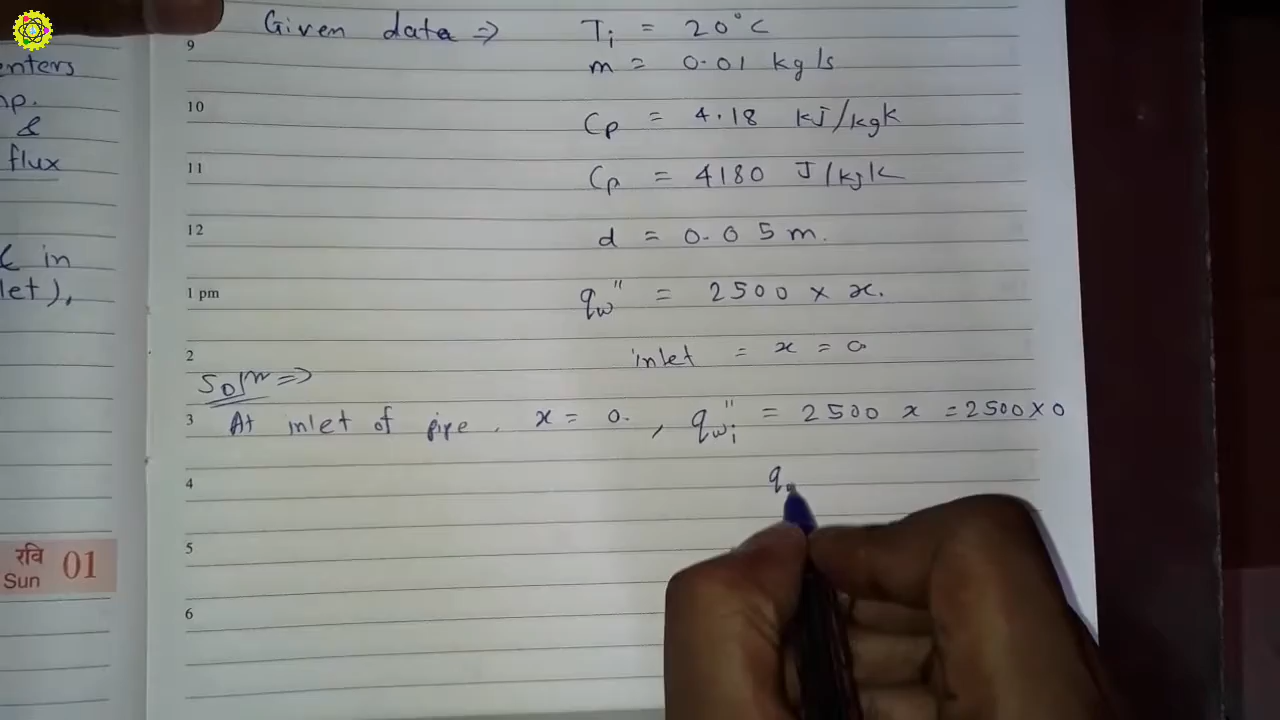 enters
&
flux
in
let),
रवि
Sun 01
Given data => Ti = 20°C
9
m = 0.01 kg/s
10
Cp = 4.18 kJ/kgk
11
Cp = 4180 J/kgk
12
d = 0.05 m.
1 pm
qw" = 2500 x x.
2
inlet = x = 0
Soln =>
3
At inlet of pipe, x = 0. , qwi" = 2500 x = 2500 X 0
4
q
5
6